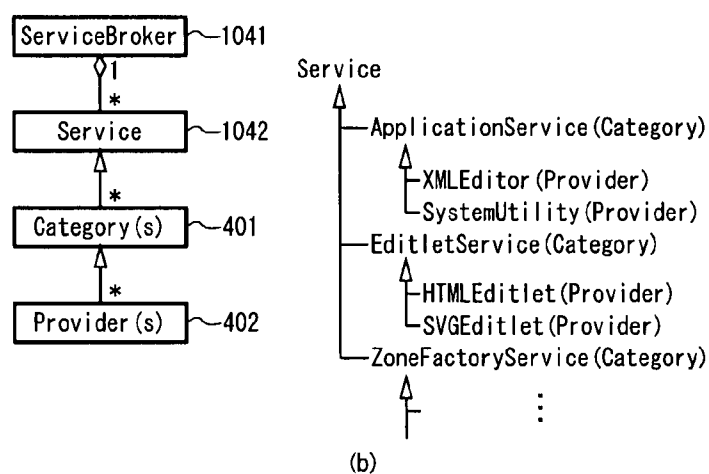 ServiceBroker 1041
1
*
Service 1042
*
Category(s) 401
*
Provider(s) 402
Service
ApplicationService(Category)
XMLEditor(Provider)
SystemUtility(Provider)
EditletService(Category)
HTMLEditlet(Provider)
SVGEditlet(Provider)
ZoneFactoryService(Category)
(b)